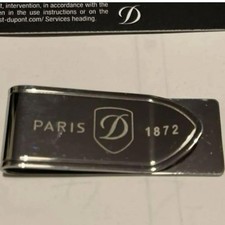 t, intervention, in accordance with the
en in the use instructions or on the
st-dupont.com/ Services heading.
D
PARIS D 1872